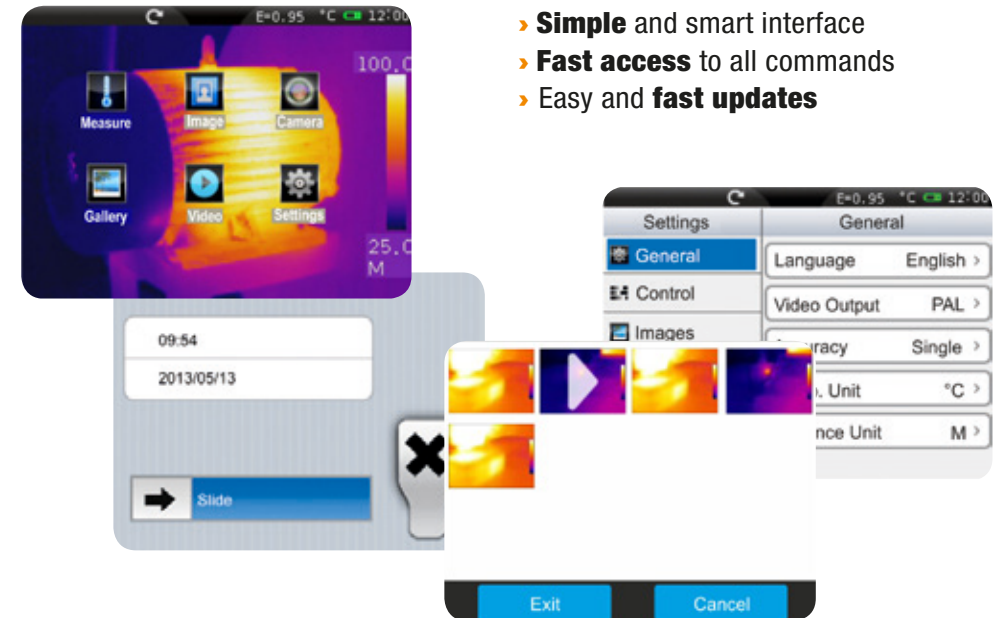 E=0.95 °C 12:00
100.0
Measure Image Camera
Gallery Video Settings
25.0
M
› Simple and smart interface
› Fast access to all commands
› Easy and fast updates
09:54
2013/05/13
Slide
E=0.95 °C 12:00
Settings General
General Language English >
Control Video Output PAL >
Images Single >
Unit °C >
Unit M >
Exit Cancel